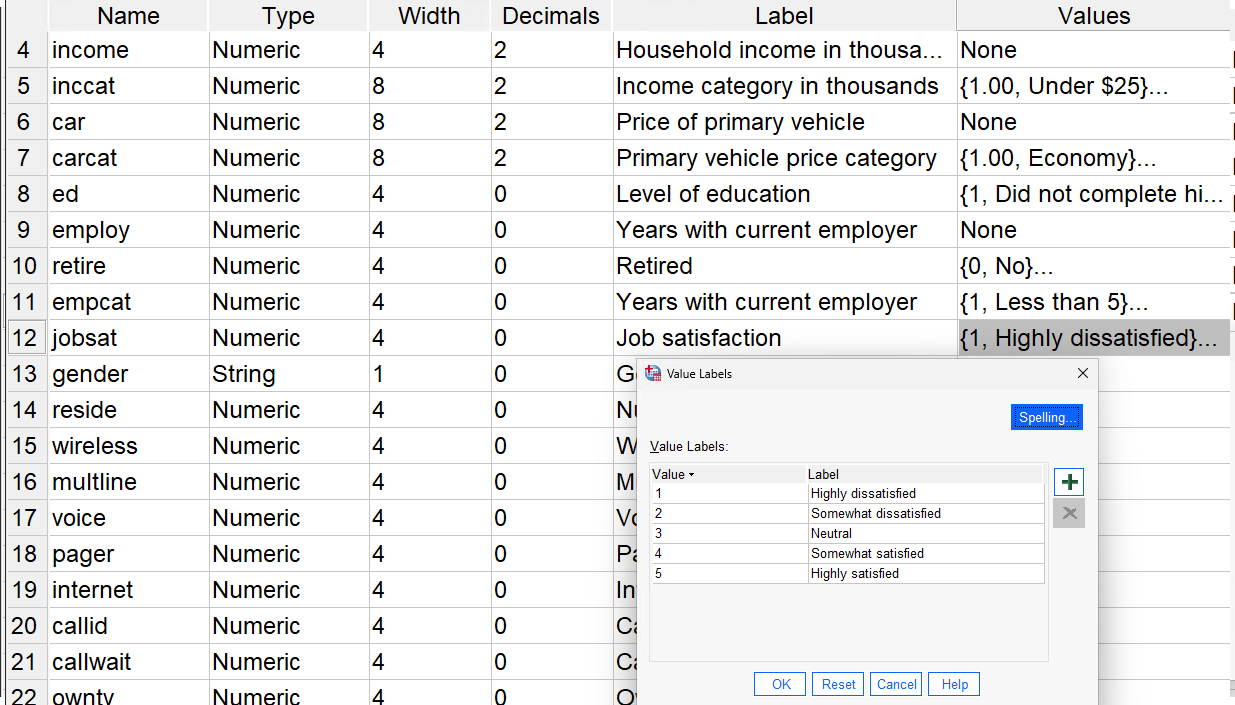 Name Type Width Decimals Label Values
4 income Numeric 4 2 Household income in thousa... None
5 inccat Numeric 8 2 Income category in thousands {1.00, Under $25}...
6 car Numeric 8 2 Price of primary vehicle None
7 carcat Numeric 8 2 Primary vehicle price category {1.00, Economy}...
8 ed Numeric 4 0 Level of education {1, Did not complete hi...
9 employ Numeric 4 0 Years with current employer None
10 retire Numeric 4 0 Retired {0, No}...
11 empcat Numeric 4 0 Years with current employer {1, Less than 5}...
12 jobsat Numeric 4 0 Job satisfaction {1, Highly dissatisfied}...
13 gender String 1 0
14 reside Numeric 4 0
15 wireless Numeric 4 0
16 multline Numeric 4 0
17 voice Numeric 4 0
18 pager Numeric 4 0
19 internet Numeric 4 0
20 callid Numeric 4 0
21 callwait Numeric 4 0
22 owntv Numeric 4 0
Value Labels
Spelling...
Value Labels:
Value Label
1 Highly dissatisfied
2 Somewhat dissatisfied
3 Neutral
4 Somewhat satisfied
5 Highly satisfied
OK Reset Cancel Help